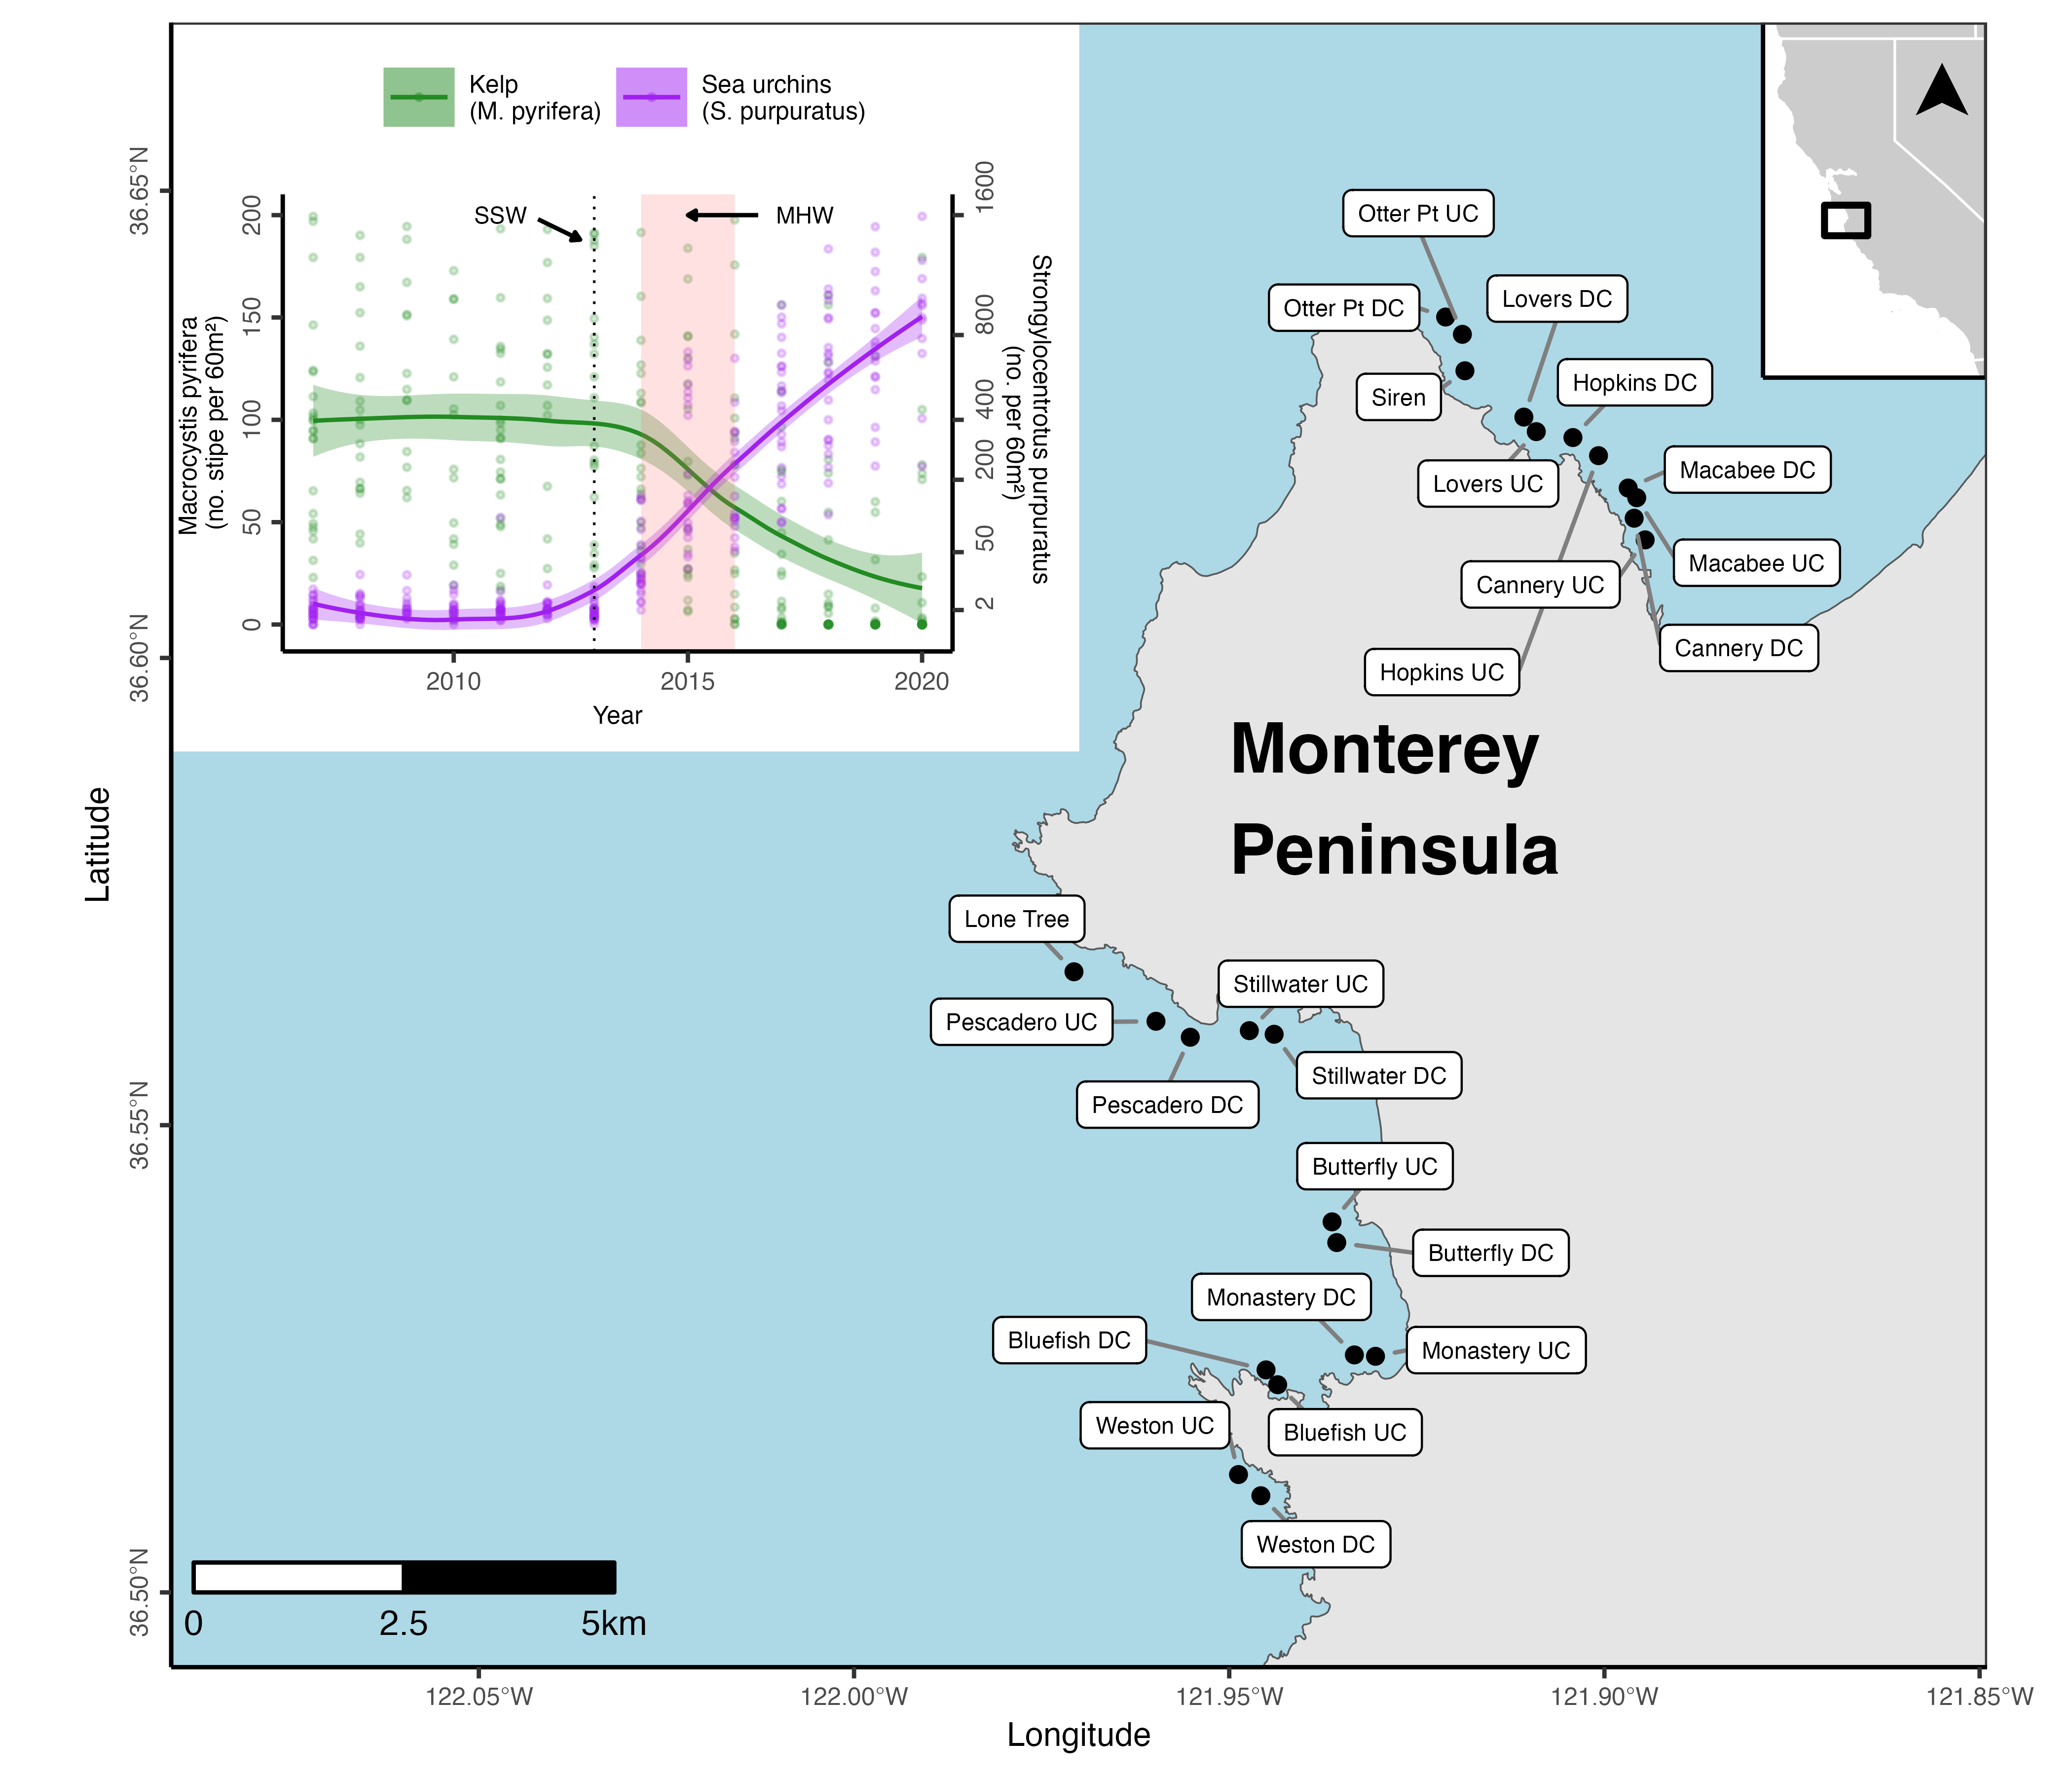 Kelp
(M. pyrifera)
Sea urchins
(S. purpuratus)
SSW
MHW
Macrocystis pyrifera
(no. stipe per 60m²)
200
150
100
50
0
1600
800
400
200
50
2
Strongylocentrotus purpuratus
(no. per 60m²)
2010
2015
2020
Year
Otter Pt UC
Lovers DC
Otter Pt DC
Hopkins DC
Siren
Macabee DC
Lovers UC
Macabee UC
Cannery UC
Cannery DC
Hopkins UC
Monterey
Peninsula
Lone Tree
Stillwater UC
Pescadero UC
Stillwater DC
Pescadero DC
Butterfly UC
Butterfly DC
Monastery DC
Bluefish DC
Monastery UC
Weston UC
Bluefish UC
Weston DC
0
2.5
5km
36.65°N
36.60°N
36.55°N
36.50°N
Latitude
122.05°W
122.00°W
121.95°W
121.90°W
121.85°W
Longitude